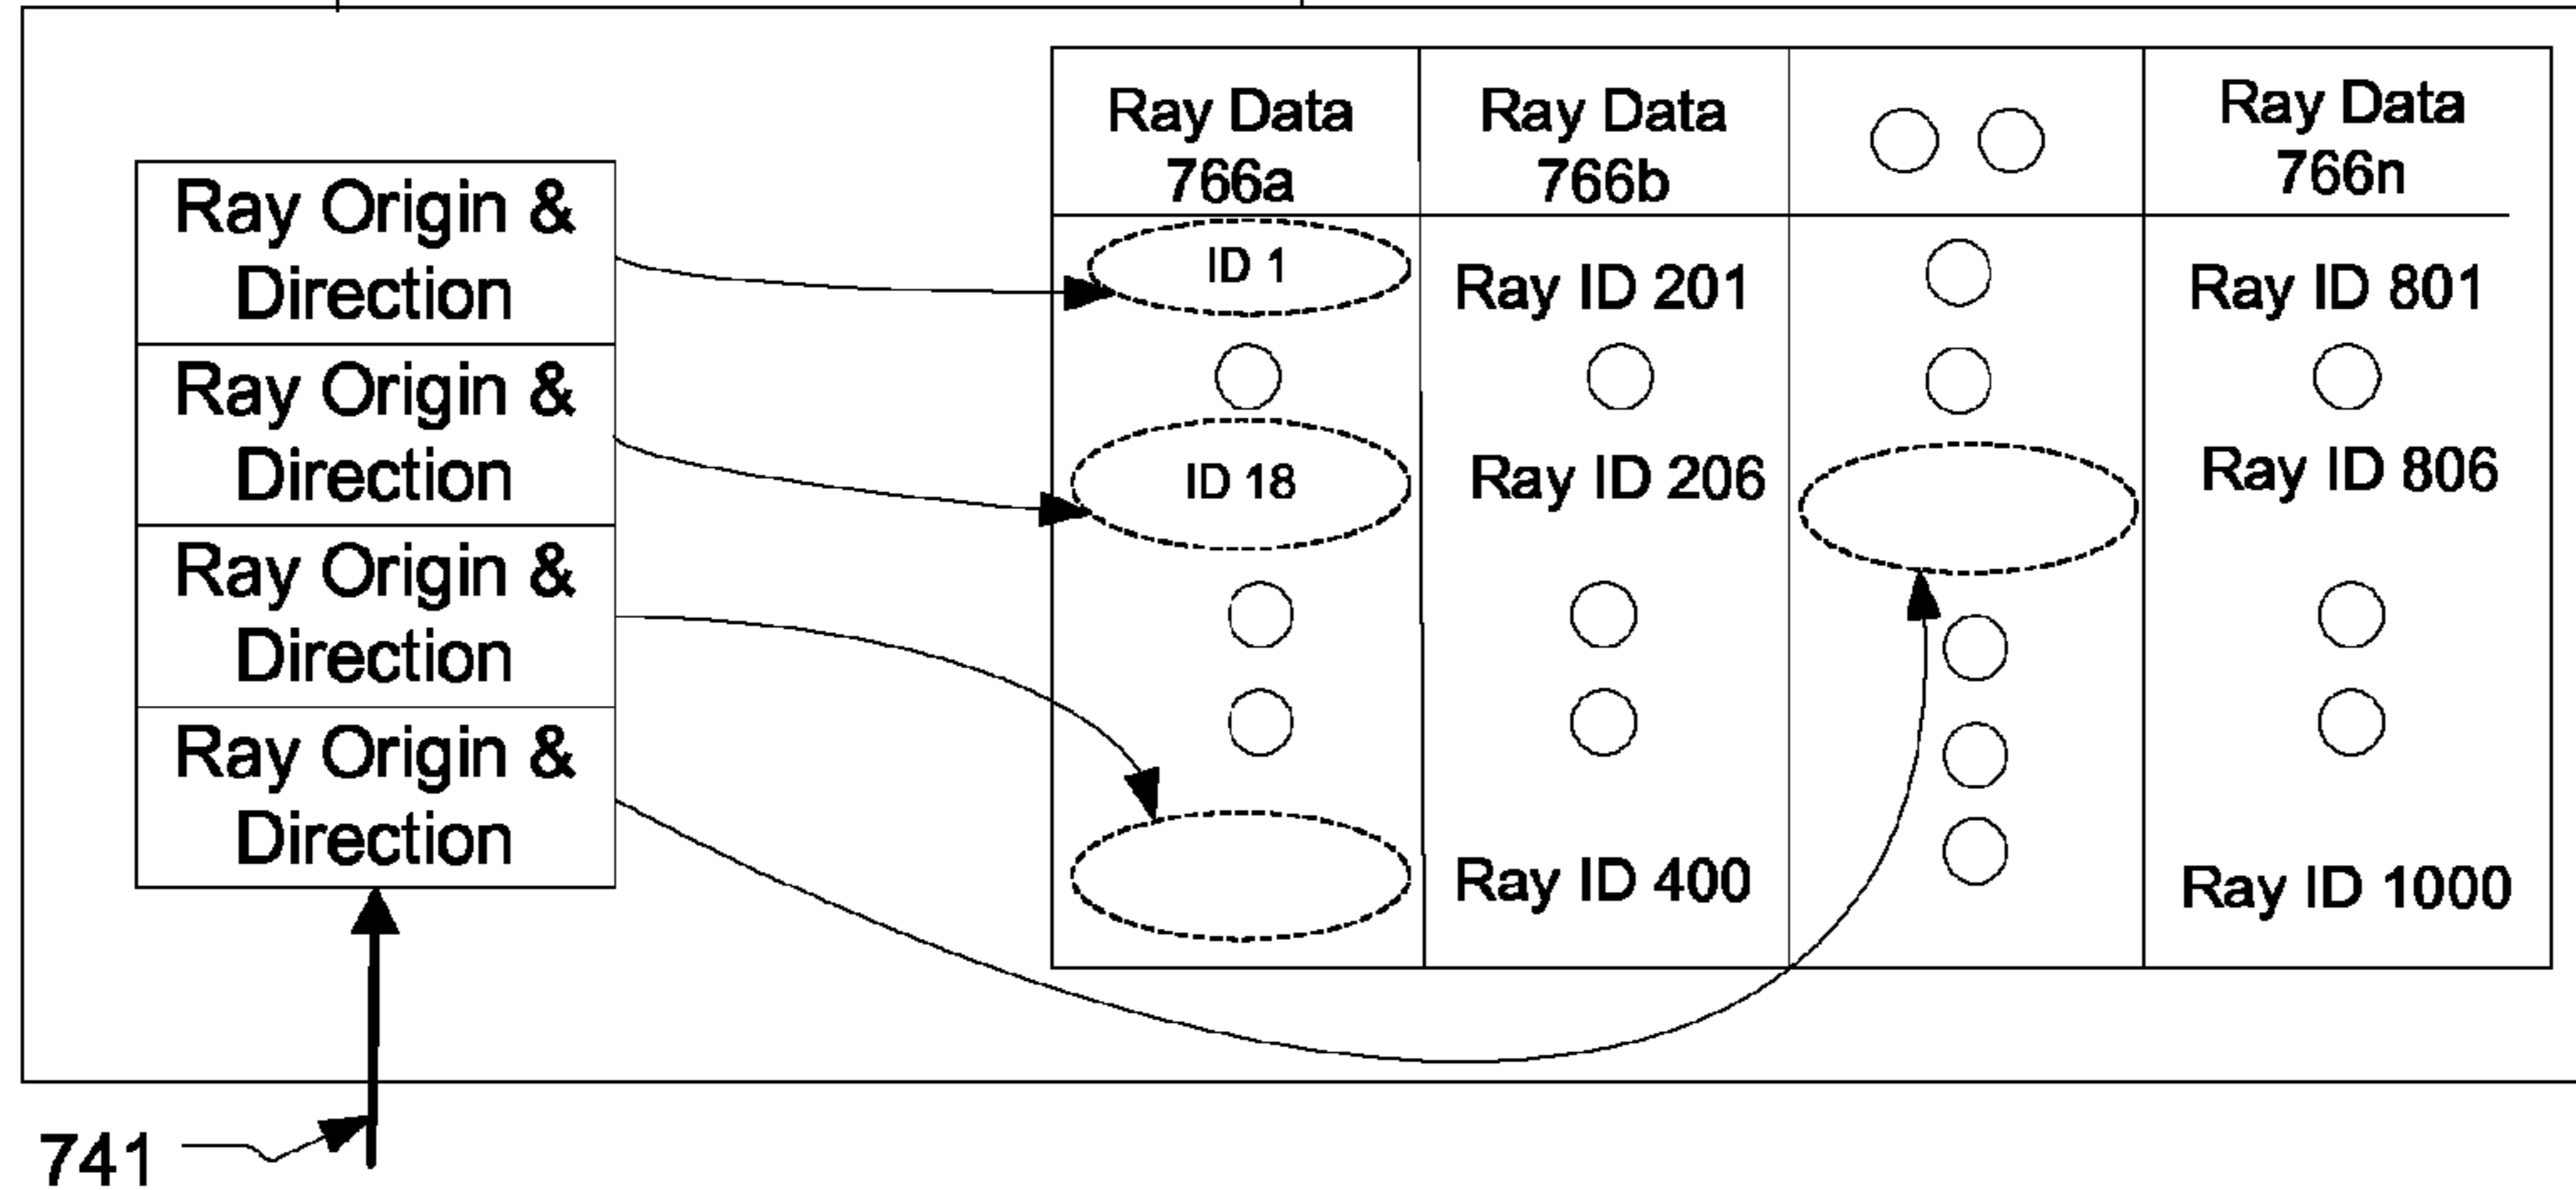 Ray Origin &
Direction
Ray Origin &
Direction
Ray Origin &
Direction
Ray Origin &
Direction
741
Ray Data
766a
ID 1
ID 18
Ray Data
766b
Ray ID 201
Ray ID 206
Ray ID 400
Ray Data
766n
Ray ID 801
Ray ID 806
Ray ID 1000